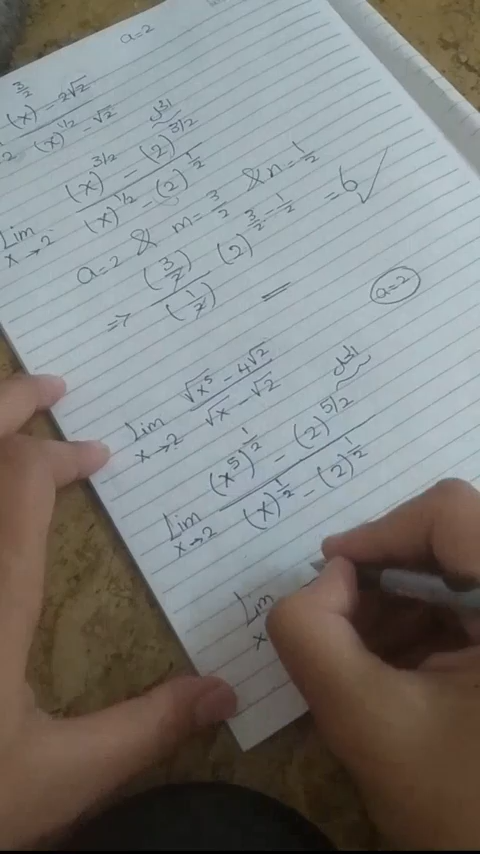 a=2
(x)^{3/2} - 2√2
(x)^{1/2} - √2
الدالة
(x)^{3/2} - (2)^{3/2}
Lim x→2
(x)^{1/2} - (2)^{1/2}
a=2 & m=3/2 & n=1/2
⇒ (3/2)/(1/2) (2)^{3/2-1/2} = 6 ✓
a=2
Lim x→2 (√x⁵ - 4√2)/(√x - √2)
Lim x→2 ((x⁵)^{1/2} - (2)^{5/2})/((x)^{1/2} - (2)^{1/2})
Lim
x